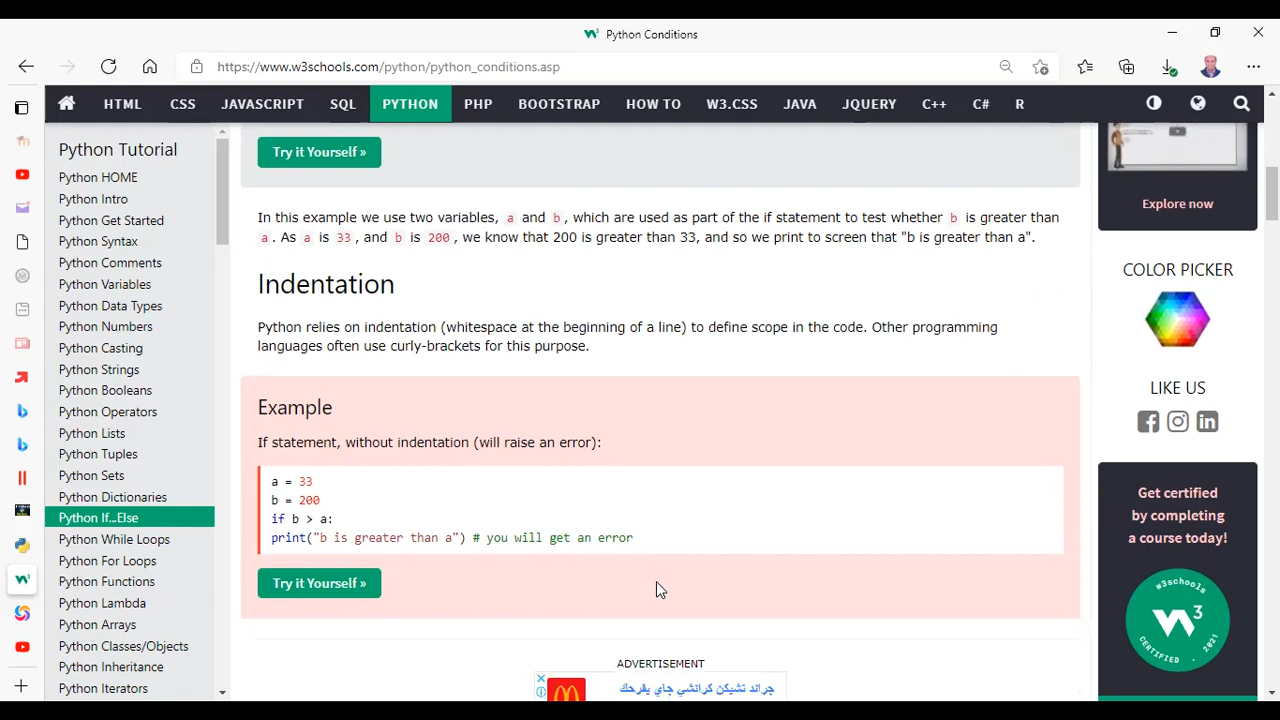 Python Conditions
https://www.w3schools.com/python/python_conditions.asp
HTML CSS JAVASCRIPT SQL PYTHON PHP BOOTSTRAP HOW TO W3.CSS JAVA JQUERY C++ C# R
Python Tutorial
Python HOME
Python Intro
Python Get Started
Python Syntax
Python Comments
Python Variables
Python Data Types
Python Numbers
Python Casting
Python Strings
Python Booleans
Python Operators
Python Lists
Python Tuples
Python Sets
Python Dictionaries
Python If...Else
Python While Loops
Python For Loops
Python Functions
Python Lambda
Python Arrays
Python Classes/Objects
Python Inheritance
Python Iterators
Try it Yourself »
In this example we use two variables, a and b, which are used as part of the if statement to test whether b is greater than
a. As a is 33, and b is 200, we know that 200 is greater than 33, and so we print to screen that "b is greater than a".
Indentation
Python relies on indentation (whitespace at the beginning of a line) to define scope in the code. Other programming
languages often use curly-brackets for this purpose.
Example
If statement, without indentation (will raise an error):
a = 33
b = 200
if b > a:
print("b is greater than a") # you will get an error
Try it Yourself »
ADVERTISEMENT
جراند تشيكن كرانشي جاي يفرحك
Explore now
COLOR PICKER
LIKE US
Get certified
by completing
a course today!
w3schools
CERTIFIED . 2021